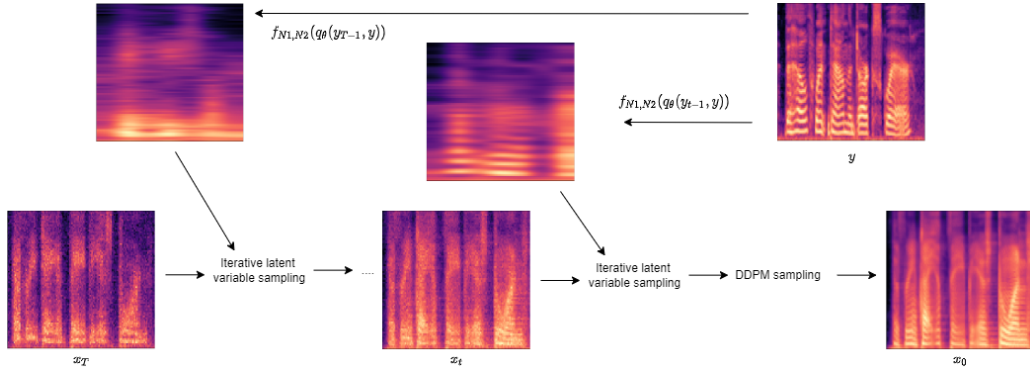 f_{N1,N2}(q_θ(y_{T−1}, y))
f_{N1,N2}(q_θ(y_{t−1}, y))
y
Iterative latent
variable sampling
....
Iterative latent
variable sampling
DDPM sampling
x_T
x_t
x_0